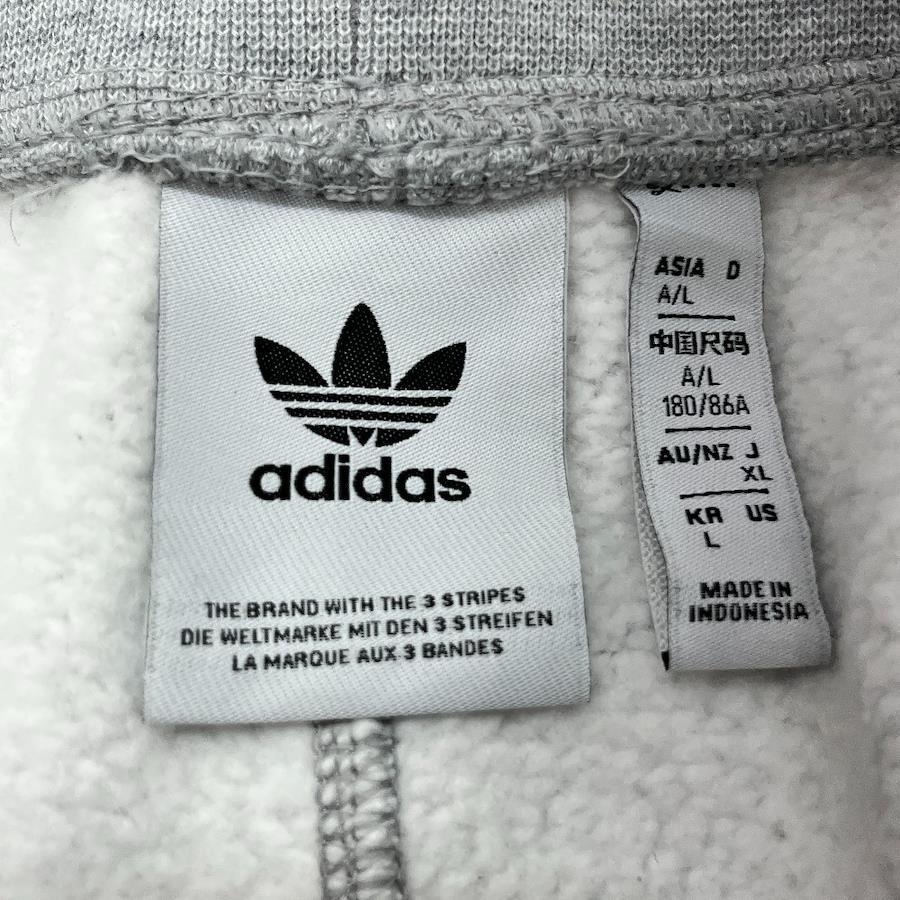 adidas
THE BRAND WITH THE 3 STRIPES
DIE WELTMARKE MIT DEN 3 STREIFEN
LA MARQUE AUX 3 BANDES
ASIA D
A/L
中国尺码
A/L
180/86A
AU/NZ J
XL
KR US
L
MADE IN
INDONESIA